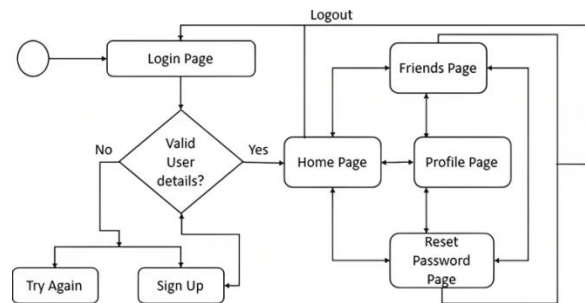 Logout
Login Page
Friends Page
No
Valid
User
details?
Yes
Home Page
Profile Page
Try Again
Sign Up
Reset
Password
Page